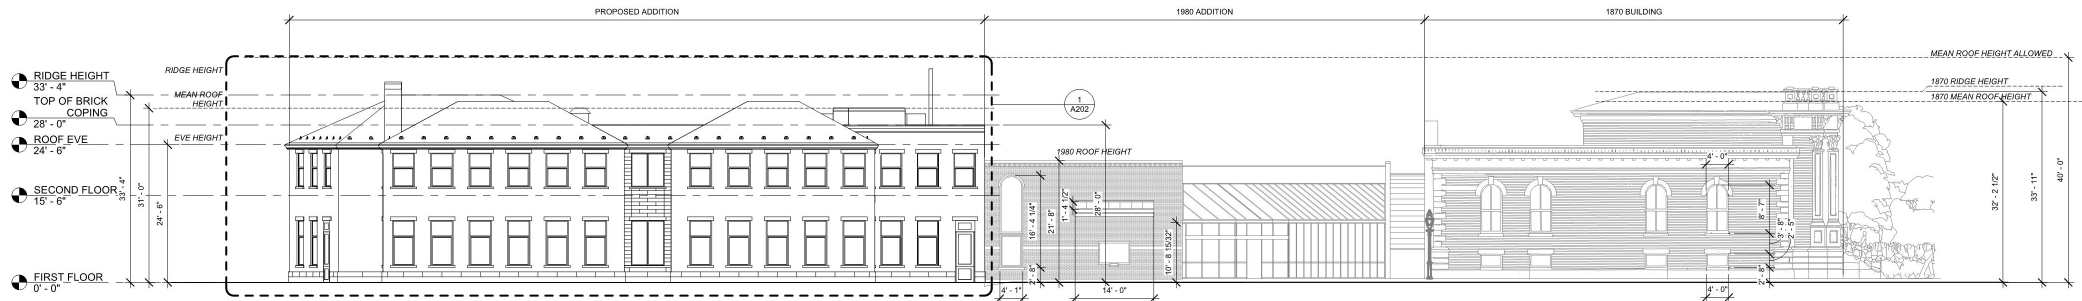 PROPOSED ADDITION
1980 ADDITION
1870 BUILDING
RIDGE HEIGHT
MEAN ROOF HEIGHT ALLOWED
RIDGE HEIGHT
33' - 4"
MEAN ROOF
HEIGHT
1870 RIDGE HEIGHT
1870 MEAN ROOF HEIGHT
TOP OF BRICK
COPING
28' - 0"
1
A202
ROOF EVE
24' - 6"
EVE HEIGHT
1980 ROOF HEIGHT
SECOND FLOOR
15' - 6"
FIRST FLOOR
0' - 0"
33' - 4"
31' - 0"
24' - 6"
2' - 8"
16' - 4 1/4"
21' - 8"
1' - 4 1/2"
28' - 0"
10' - 8 15/32"
4' - 1"
14' - 0"
4' - 0"
8' - 7"
3' - 8"
2' - 5"
2' - 8"
4' - 0"
32' - 2 1/2"
33' - 11"
40' - 0"